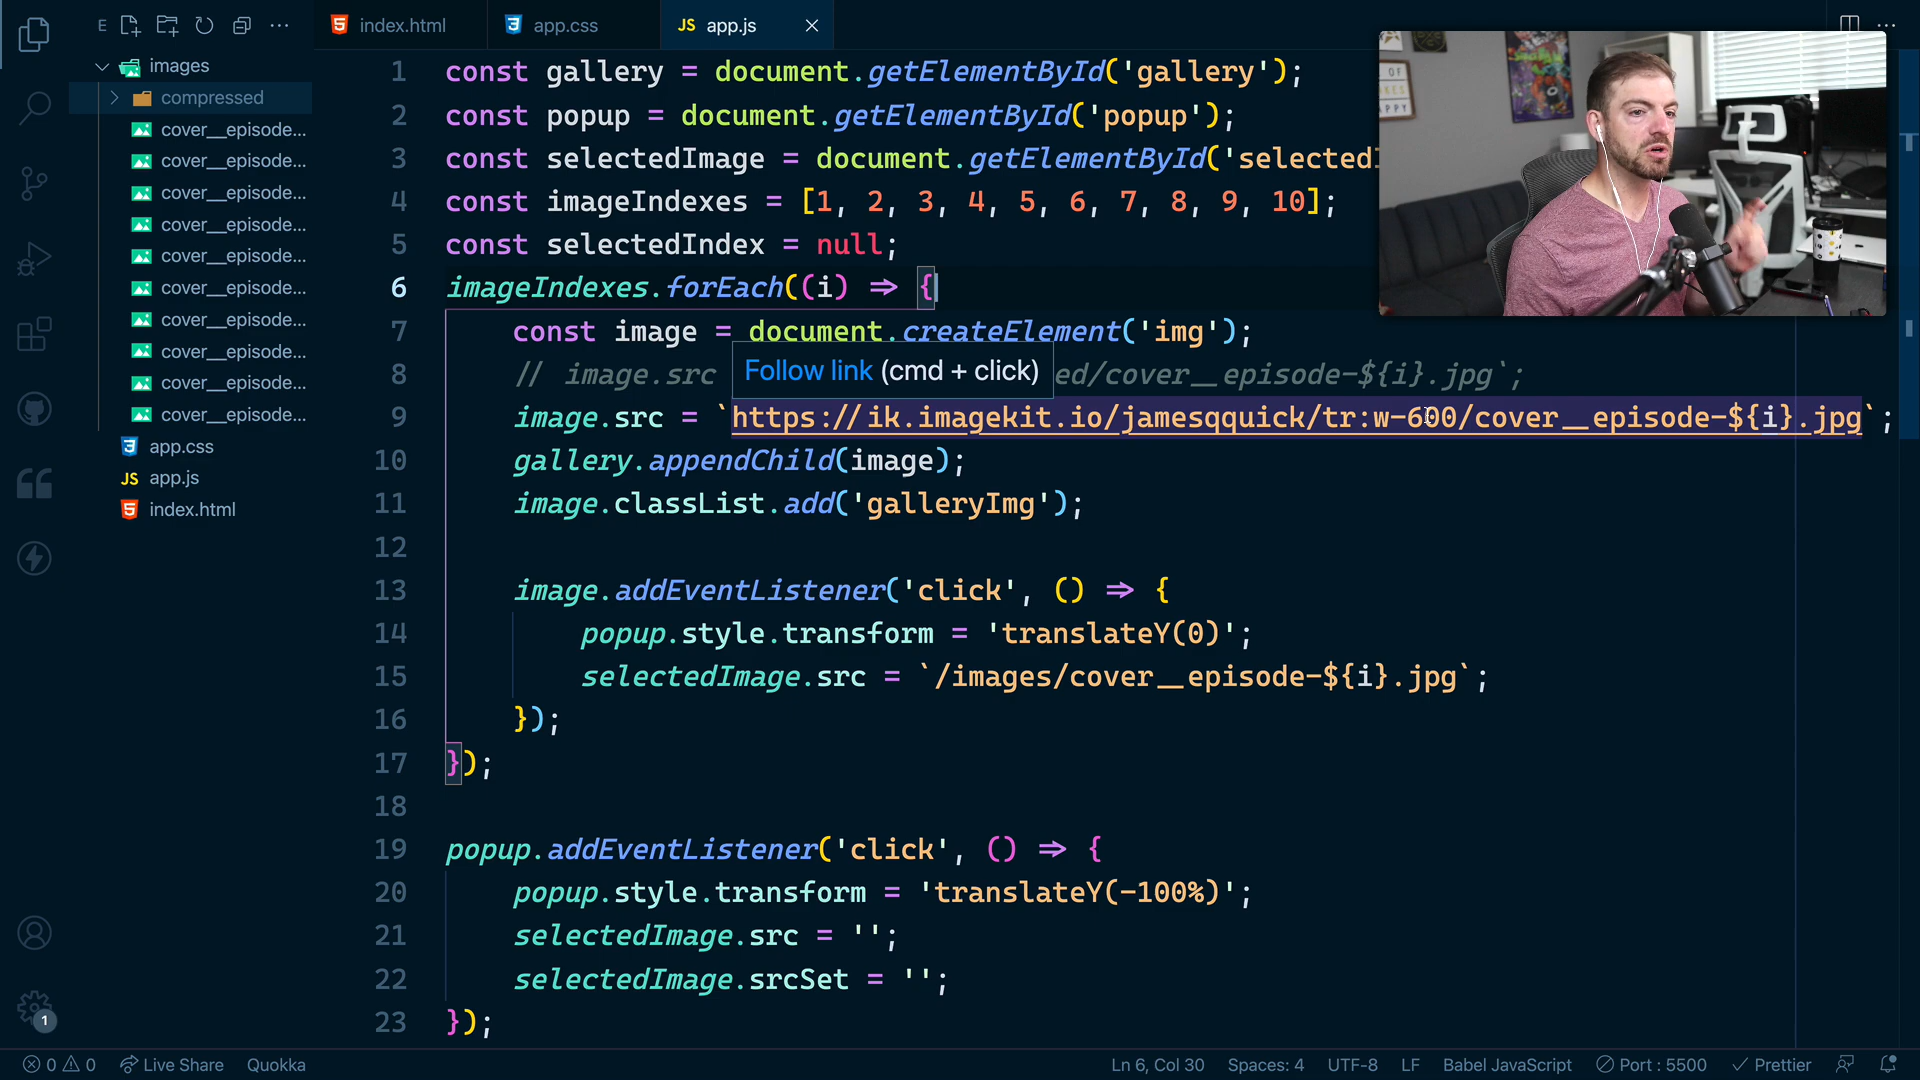 E
index.html
app.css
JS app.js
images
compressed
cover__episode...
cover__episode...
cover__episode...
cover__episode...
cover__episode...
cover__episode...
cover__episode...
cover__episode...
cover__episode...
cover__episode...
app.css
JS app.js
index.html
1 const gallery = document.getElementById('gallery');
2 const popup = document.getElementById('popup');
3 const selectedImage = document.getElementById('selected
4 const imageIndexes = [1, 2, 3, 4, 5, 6, 7, 8, 9, 10];
5 const selectedIndex = null;
6 imageIndexes.forEach((i) => {
7 const image = document.createElement('img');
Follow link (cmd + click)
8 // image.src ed/cover__episode-${i}.jpg`;
9 image.src = `https://ik.imagekit.io/jamesqquick/tr:w-600/cover__episode-${i}.jpg`;
10 gallery.appendChild(image);
11 image.classList.add('galleryImg');
12
13 image.addEventListener('click', () => {
14 popup.style.transform = 'translateY(0)';
15 selectedImage.src = `/images/cover__episode-${i}.jpg`;
16 });
17 });
18
19 popup.addEventListener('click', () => {
20 popup.style.transform = 'translateY(-100%)';
21 selectedImage.src = '';
22 selectedImage.srcSet = '';
23 });
1
0 0 Live Share Quokka
Ln 6, Col 30 Spaces: 4 UTF-8 LF Babel JavaScript Port : 5500 Prettier